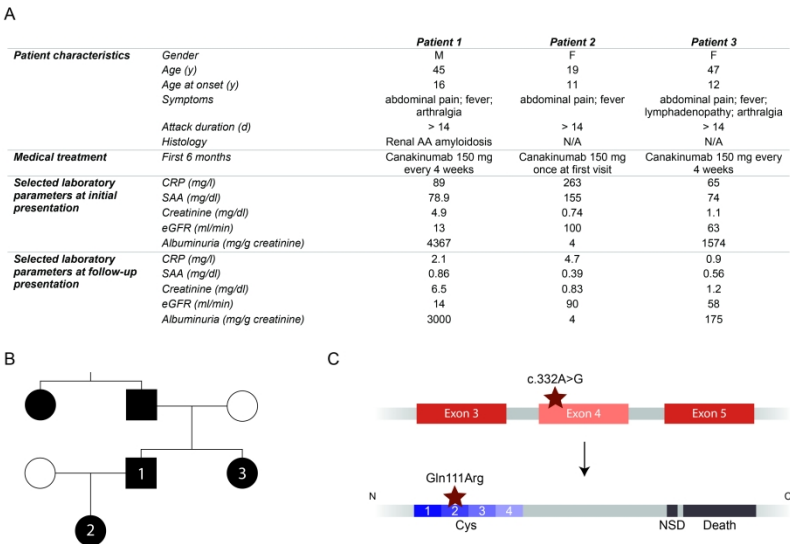 A
Patient 1 Patient 2 Patient 3
Patient characteristics Gender M F F
Age (y) 45 19 47
Age at onset (y) 16 11 12
Symptoms abdominal pain; fever; arthralgia abdominal pain; fever abdominal pain; fever; lymphadenopathy; arthralgia
Attack duration (d) > 14 > 14 > 14
Histology Renal AA amyloidosis N/A N/A
Medical treatment First 6 months Canakinumab 150 mg every 4 weeks Canakinumab 150 mg once at first visit Canakinumab 150 mg every 4 weeks
Selected laboratory parameters at initial presentation CRP (mg/l) 89 263 65
SAA (mg/dl) 78.9 155 74
Creatinine (mg/dl) 4.9 0.74 1.1
eGFR (ml/min) 13 100 63
Albuminuria (mg/g creatinine) 4367 4 1574
Selected laboratory parameters at follow-up presentation CRP (mg/l) 2.1 4.7 0.9
SAA (mg/dl) 0.86 0.39 0.56
Creatinine (mg/dl) 6.5 0.83 1.2
eGFR (ml/min) 14 90 58
Albuminuria (mg/g creatinine) 3000 4 175
B
1
3
2
C
c.332A>G
Exon 3 Exon 4 Exon 5
Gln111Arg
N
1 2 3 4
Cys NSD Death